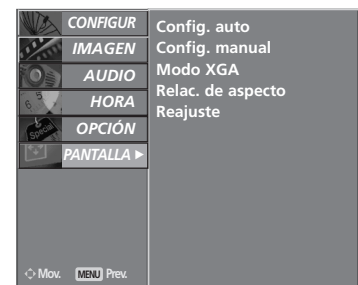 CONFIGUR
IMAGEN
AUDIO
HORA
OPCIÓN
PANTALLA ►
Config. auto
Config. manual
Modo XGA
Relac. de aspecto
Reajuste
Mov. MENU Prev.